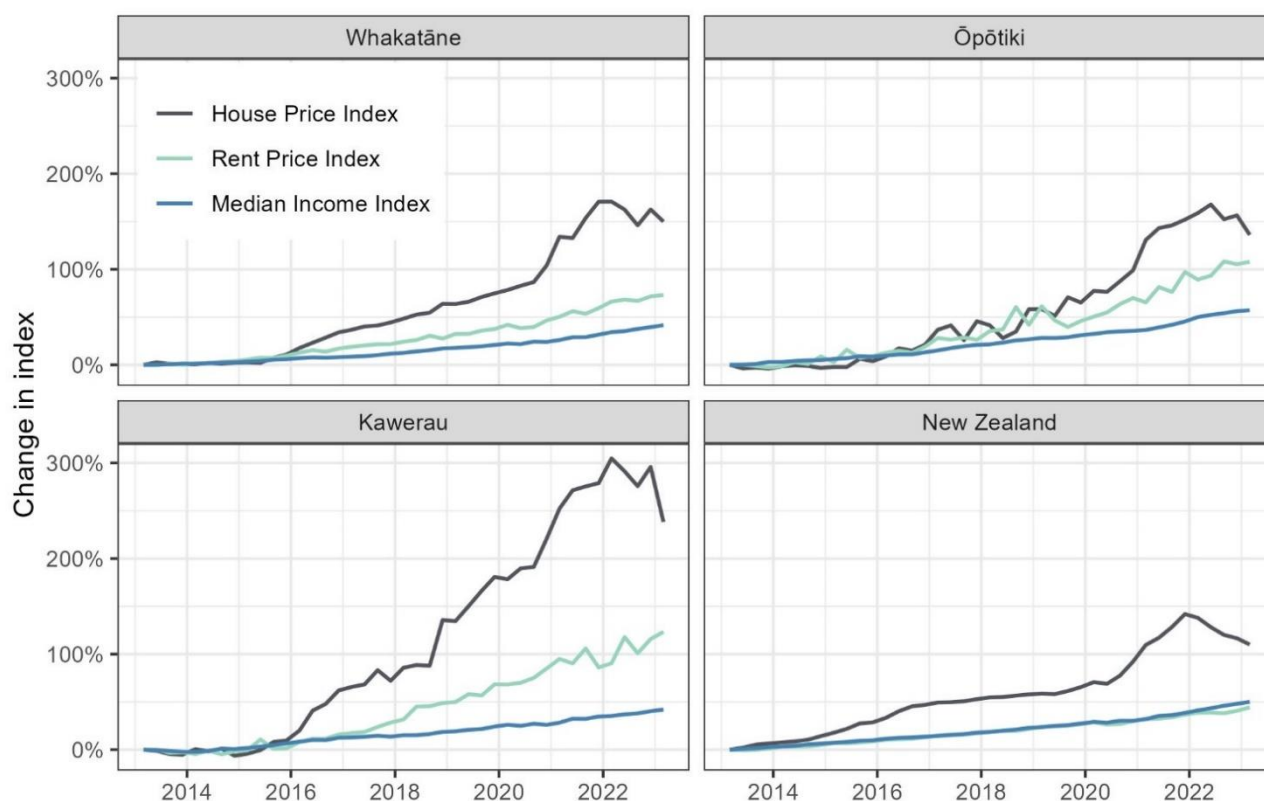 Whakatāne
Ōpōtiki
300%
200%
100%
0%
House Price Index
Rent Price Index
Median Income Index
Kawerau
New Zealand
300%
200%
100%
0%
Change in index
2014 2016 2018 2020 2022
2014 2016 2018 2020 2022